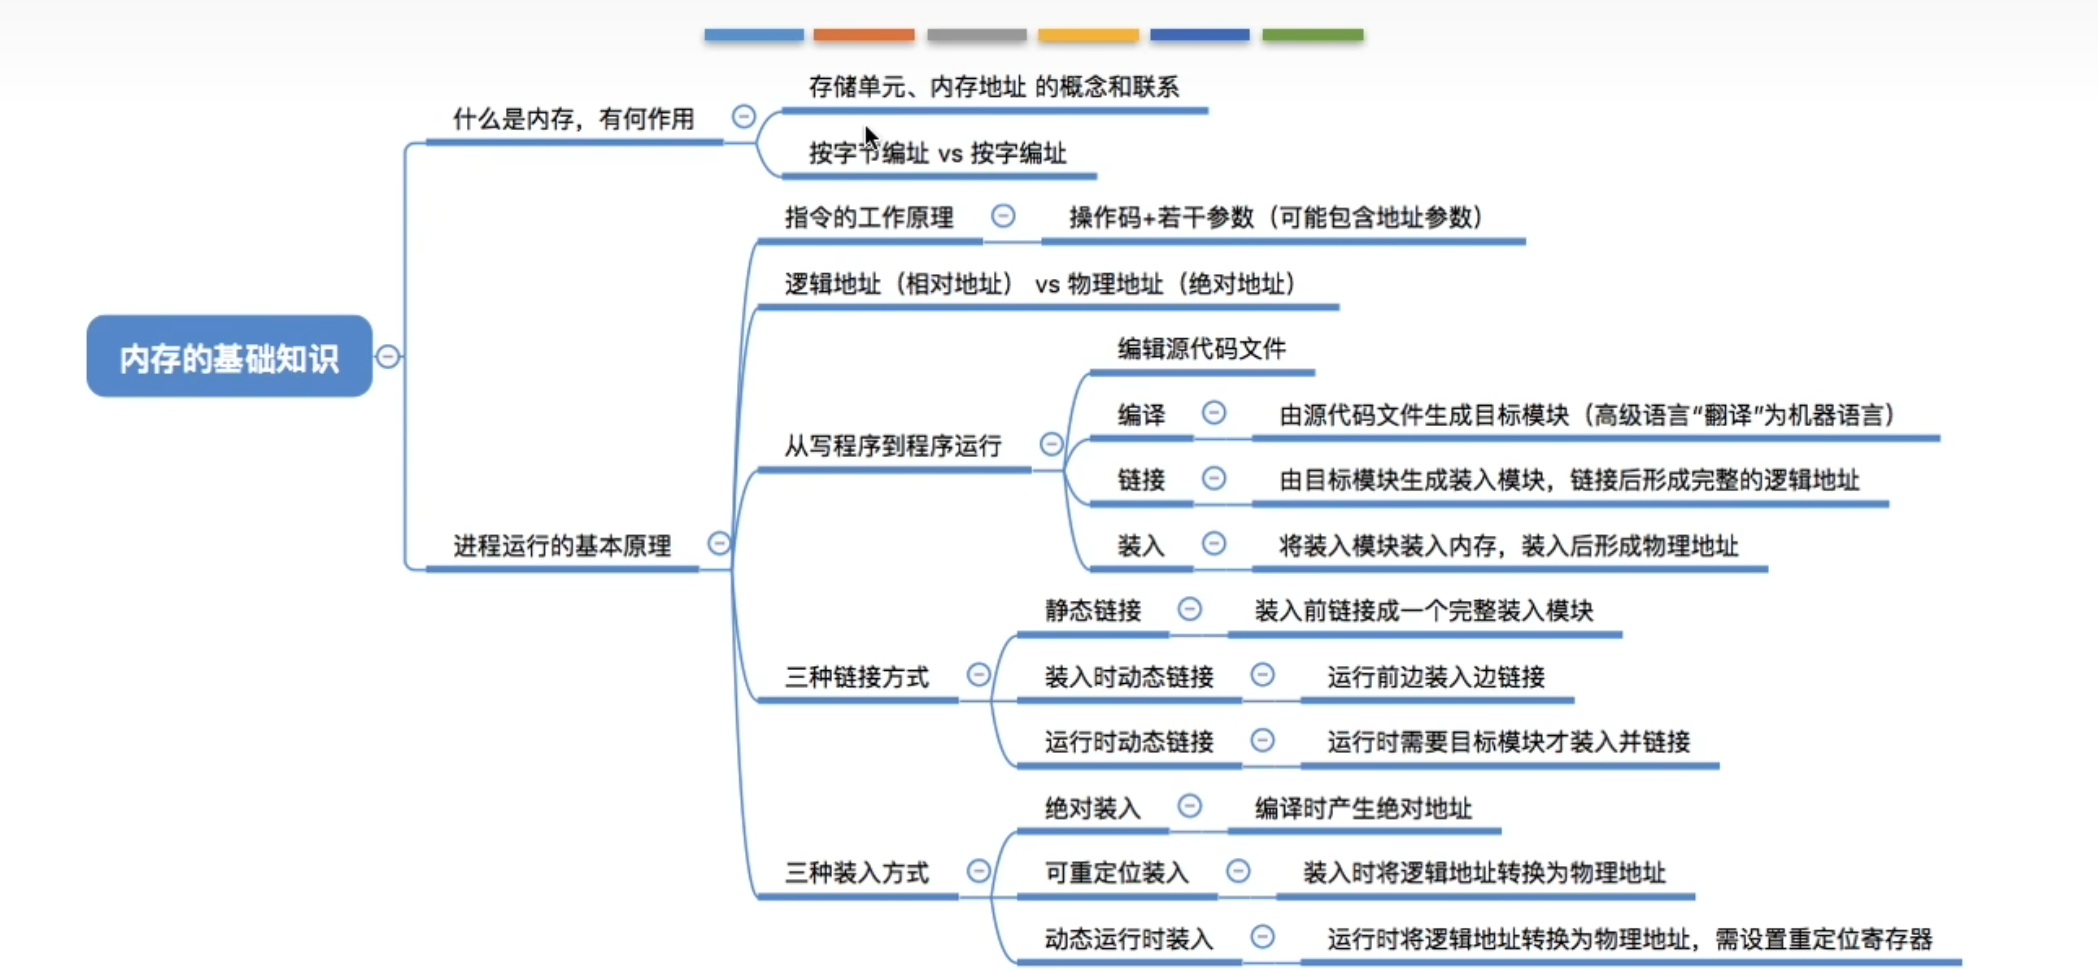 存储单元、内存地址 的概念和联系
什么是内存，有何作用
按字节编址 vs 按字编址
指令的工作原理
操作码+若干参数（可能包含地址参数）
逻辑地址（相对地址） vs 物理地址（绝对地址）
内存的基础知识
编辑源代码文件
编译
由源代码文件生成目标模块（高级语言“翻译”为机器语言）
从写程序到程序运行
链接
由目标模块生成装入模块，链接后形成完整的逻辑地址
进程运行的基本原理
装入
将装入模块装入内存，装入后形成物理地址
静态链接
装入前链接成一个完整装入模块
三种链接方式
装入时动态链接
运行前边装入边链接
运行时动态链接
运行时需要目标模块才装入并链接
绝对装入
编译时产生绝对地址
三种装入方式
可重定位装入
装入时将逻辑地址转换为物理地址
动态运行时装入
运行时将逻辑地址转换为物理地址，需设置重定位寄存器